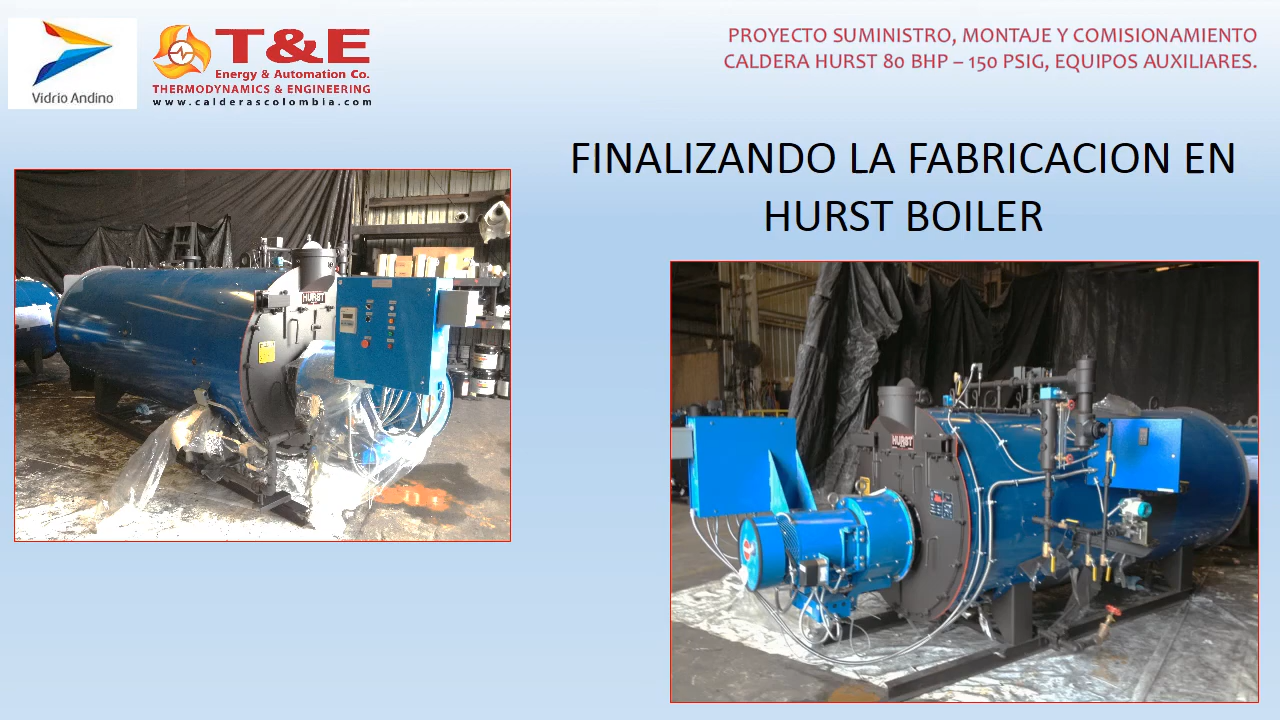 Vidrio Andino
T&E
Energy & Automation Co.
THERMODYNAMICS & ENGINEERING
www.calderascolombia.com
PROYECTO SUMINISTRO, MONTAJE Y COMISIONAMIENTO
CALDERA HURST 80 BHP – 150 PSIG, EQUIPOS AUXILIARES.
FINALIZANDO LA FABRICACION EN
HURST BOILER
HURST
HURST